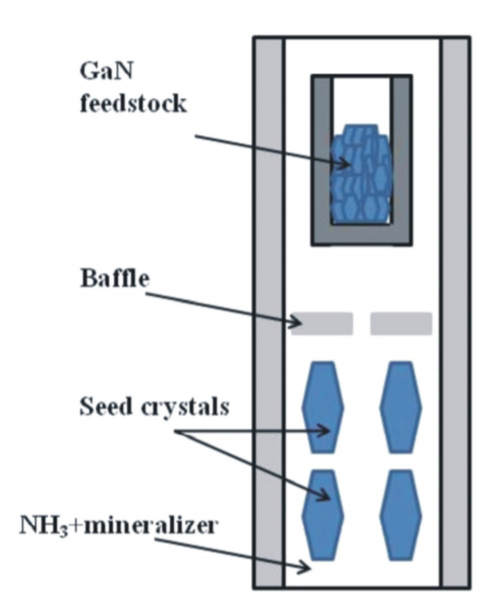 GaN
feedstock
Baffle
Seed crystals
NH₃+mineralizer